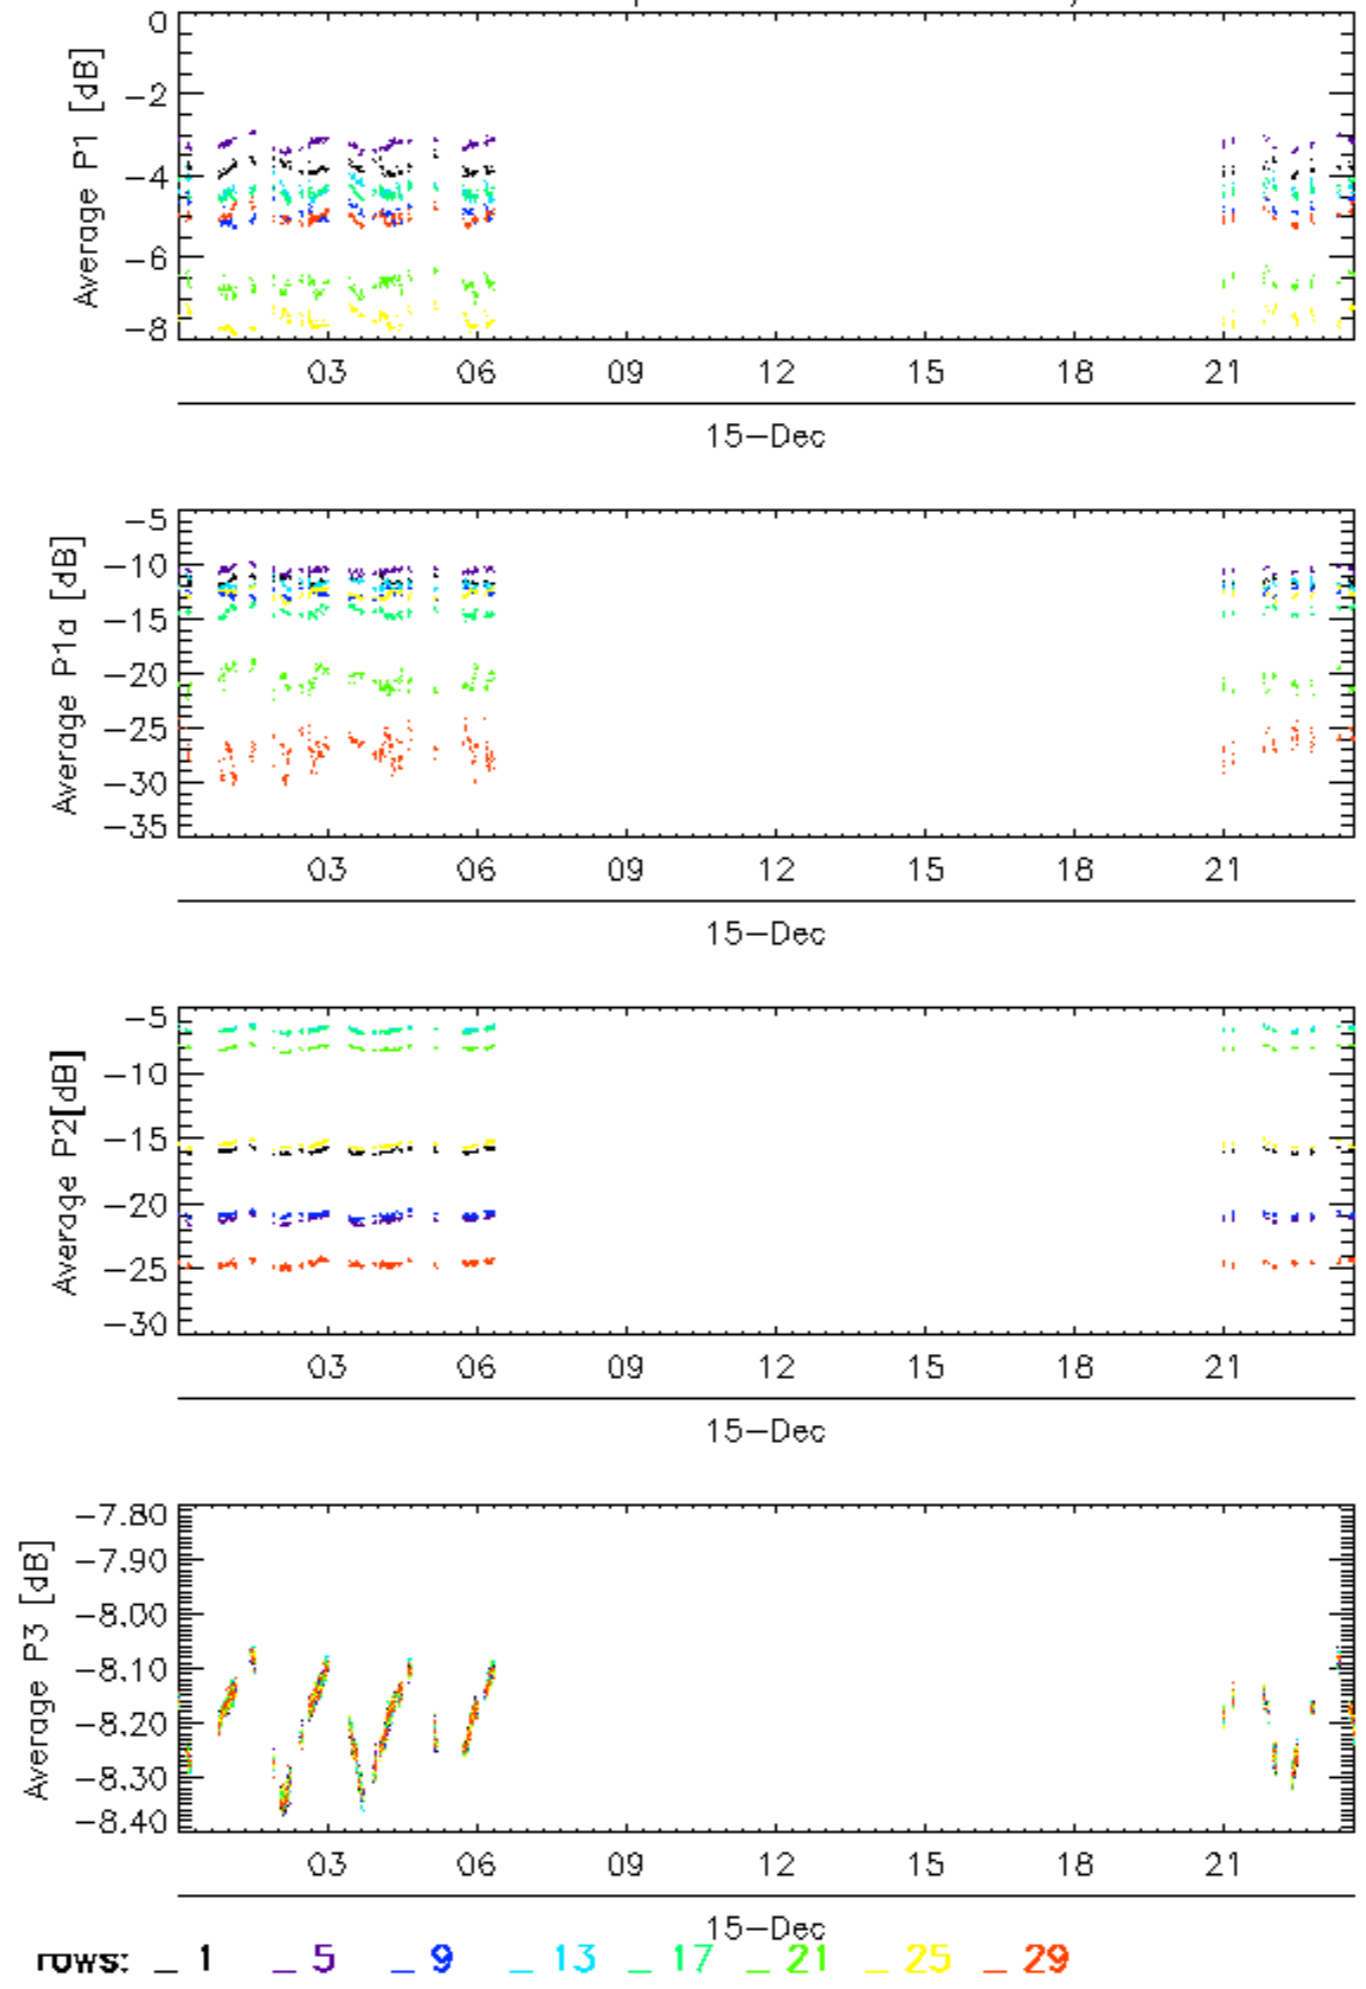 0
Average P1 [dB]
−2
−4
−6
−8
03 06 09 12 15 18 21
15−Dec
−5
Average P1a [dB]
−10
−15
−20
−25
−30
−35
03 06 09 12 15 18 21
15−Dec
−5
Average P2[dB]
−10
−15
−20
−25
−30
03 06 09 12 15 18 21
15−Dec
−7.80
Average P3 [dB]
−7.90
−8.00
−8.10
−8.20
−8.30
−8.40
03 06 09 12 15 18 21
15−Dec
rows: _ 1 _ 5 _ 9 _ 13 _ 17 _ 21 _ 25 _ 29